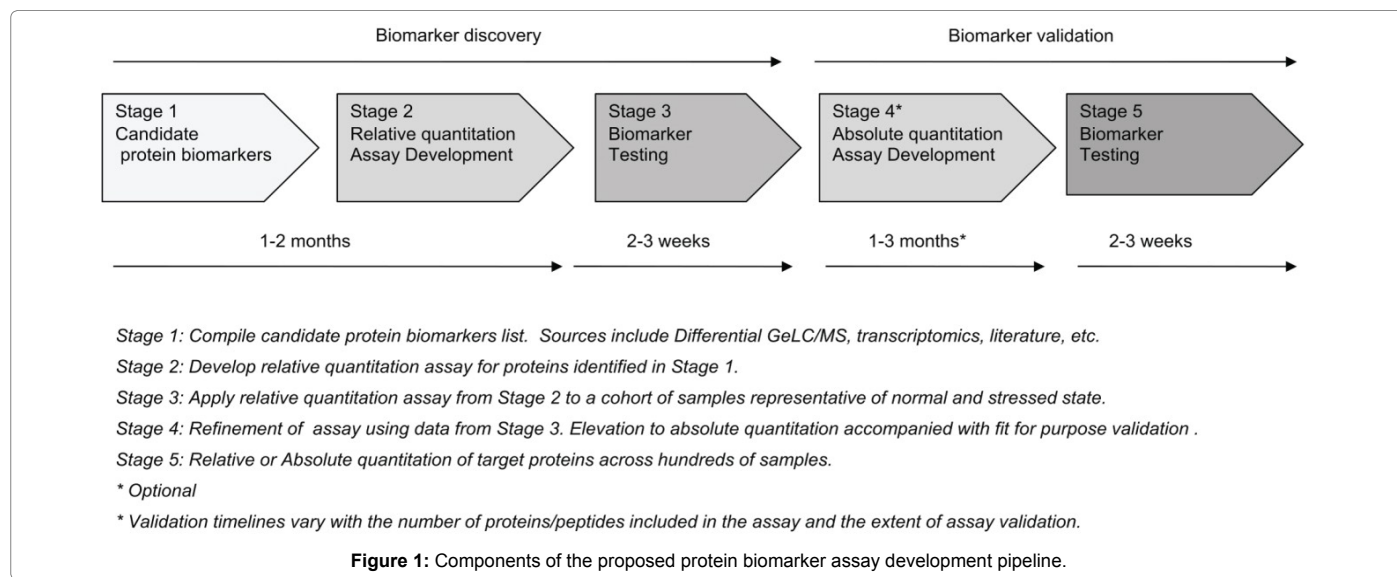 Biomarker discovery
Biomarker validation
Stage 1
Candidate
protein biomarkers
Stage 2
Relative quantitation
Assay Development
Stage 3
Biomarker
Testing
Stage 4*
Absolute quantitation
Assay Development
Stage 5
Biomarker
Testing
1-2 months
2-3 weeks
1-3 months*
2-3 weeks
Stage 1: Compile candidate protein biomarkers list. Sources include Differential GeLC/MS, transcriptomics, literature, etc.
Stage 2: Develop relative quantitation assay for proteins identified in Stage 1.
Stage 3: Apply relative quantitation assay from Stage 2 to a cohort of samples representative of normal and stressed state.
Stage 4: Refinement of assay using data from Stage 3. Elevation to absolute quantitation accompanied with fit for purpose validation .
Stage 5: Relative or Absolute quantitation of target proteins across hundreds of samples.
* Optional
* Validation timelines vary with the number of proteins/peptides included in the assay and the extent of assay validation.
Figure 1: Components of the proposed protein biomarker assay development pipeline.